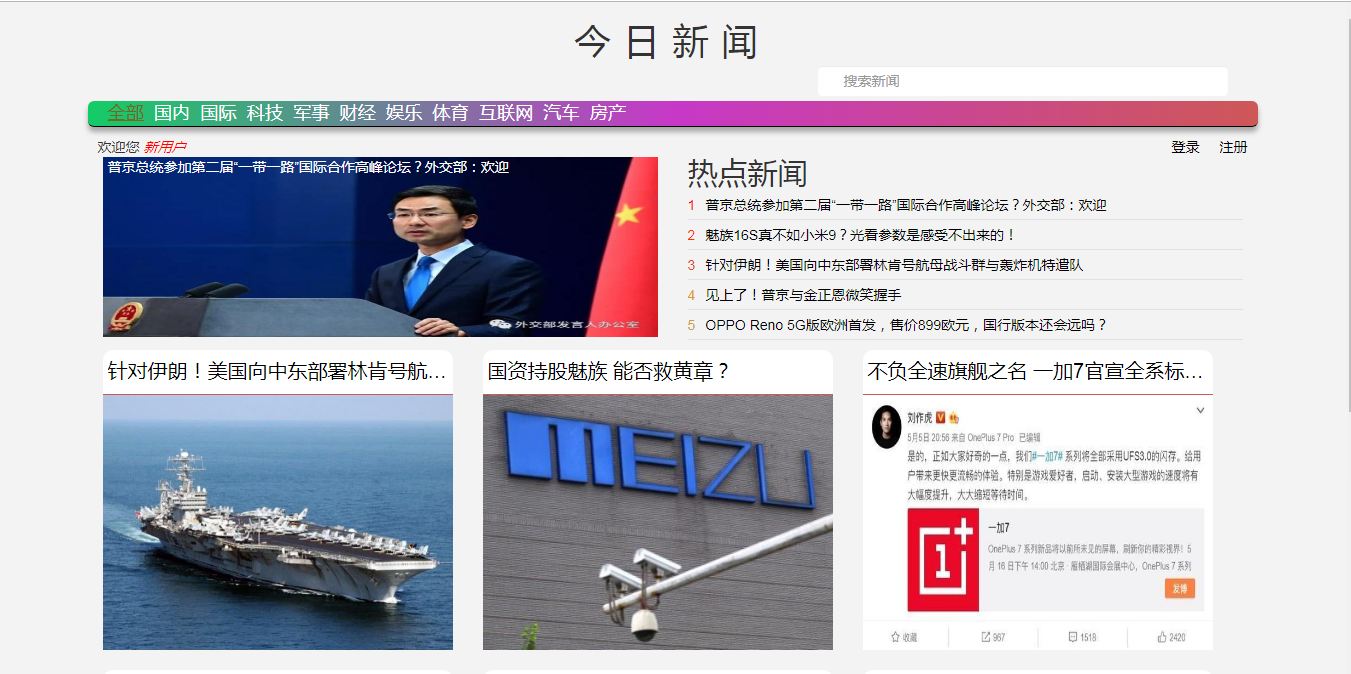 今日新闻
搜索新闻
全部 国内 国际 科技 军事 财经 娱乐 体育 互联网 汽车 房产
欢迎您 新用户
登录 注册
普京总统参加第二届“一带一路”国际合作高峰论坛？外交部：欢迎
外交部发言人办公室
热点新闻
1 普京总统参加第二届“一带一路”国际合作高峰论坛？外交部：欢迎
2 魅族16S真不如小米9？光看参数是感受不出来的！
3 针对伊朗！美国向中东部署林肯号航母战斗群与轰炸机特遣队
4 见上了！普京与金正恩微笑握手
5 OPPO Reno 5G版欧洲首发，售价899欧元，国行版本还会远吗？
针对伊朗！美国向中东部署林肯号航…
国资持股魅族 能否救黄章？
MEIZU
不负全速旗舰之名 一加7官宣全系标…
刘作虎
5月5日 20:56 来自 OnePlus 7 Pro 已编辑
是的，正如大家好奇的一点，我们#一加7# 系列将全部采用UFS3.0的闪存。给用
户带来更快更流畅的体验。特别是游戏爱好者，启动、安装大型游戏的速度将有
大幅度提升，大大缩短等待时间。
一加7
OnePlus 7 系列新品将以前所未见的屏幕，刷新你的精彩视界！5
月 16 日下午 14:00 北京 · 雁栖湖国际会展中心，OnePlus 7 系列
发博
收藏 967 1518 2420